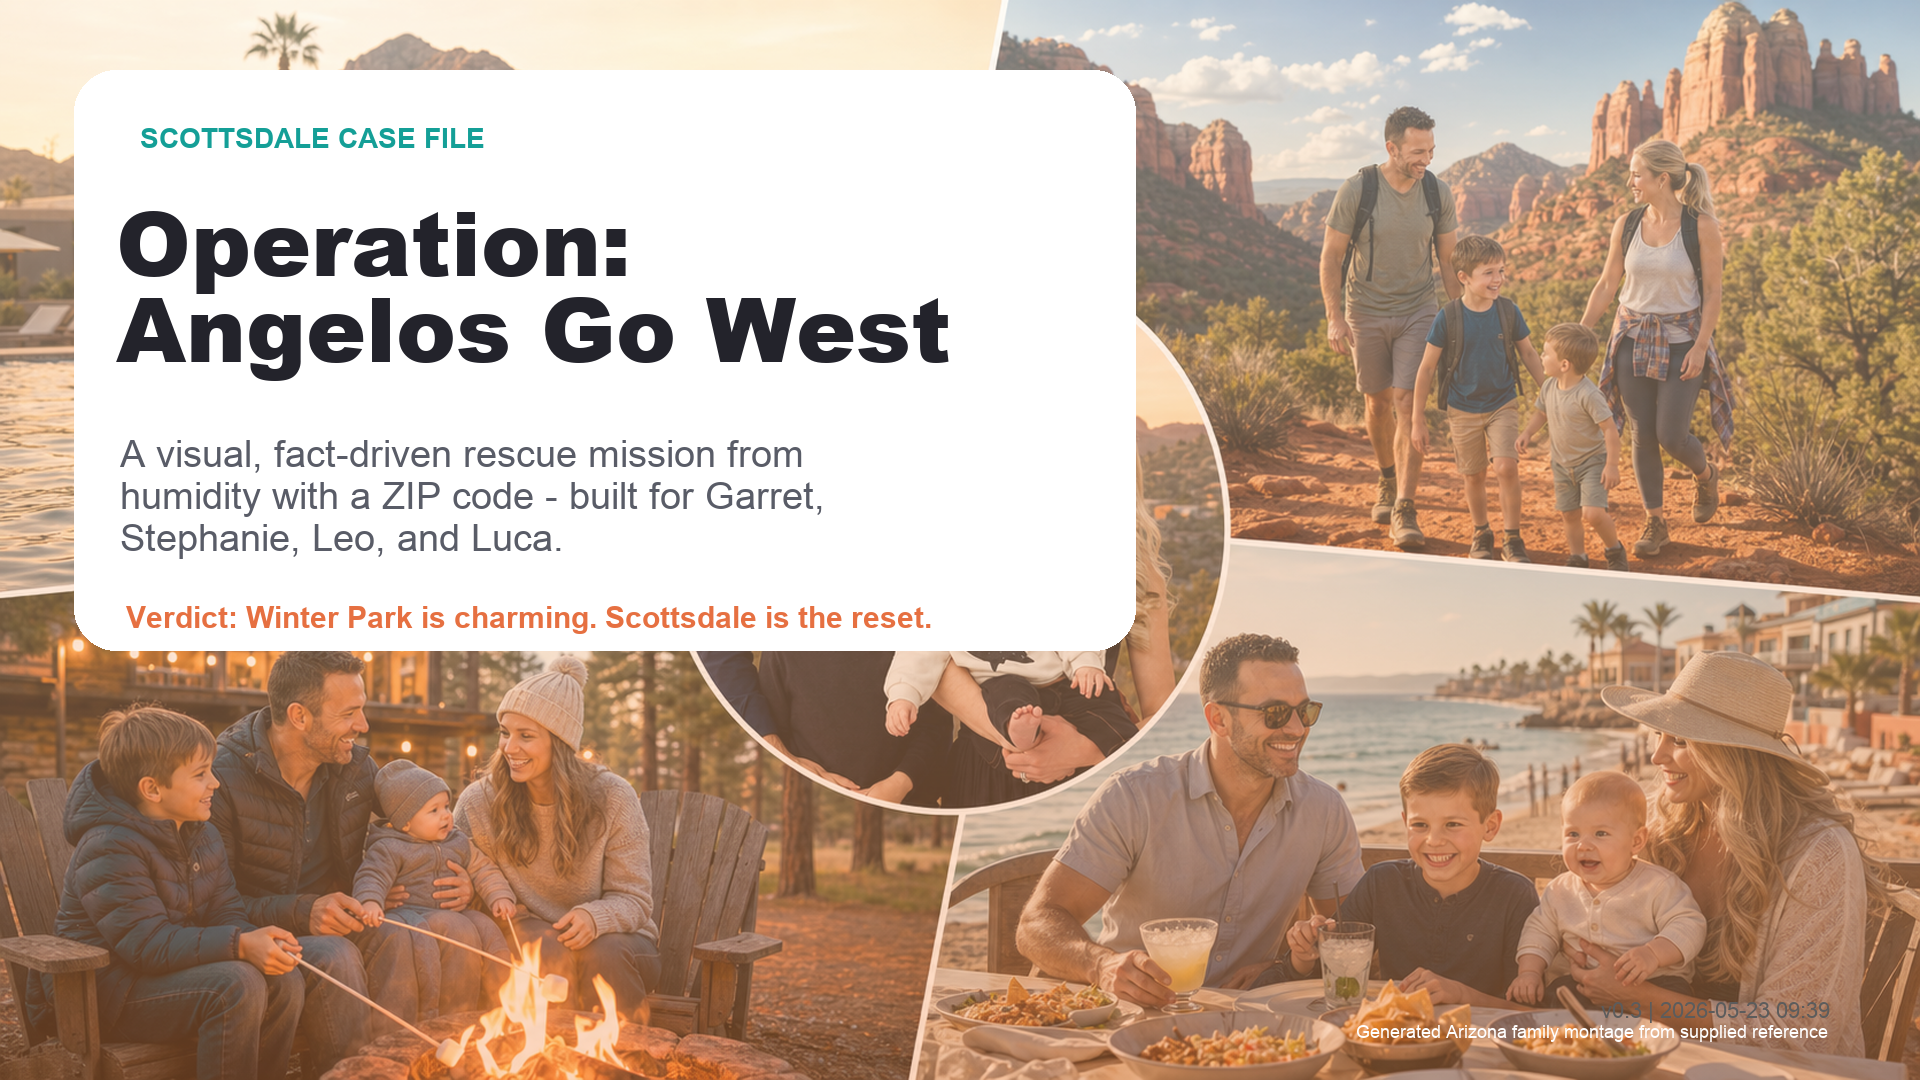 SCOTTSDALE CASE FILE
Operation:
Angelos Go West
A visual, fact-driven rescue mission from
humidity with a ZIP code - built for Garret,
Stephanie, Leo, and Luca.
Verdict: Winter Park is charming. Scottsdale is the reset.
v0.3 | 2026-05-23 09:39
Generated Arizona family montage from supplied reference